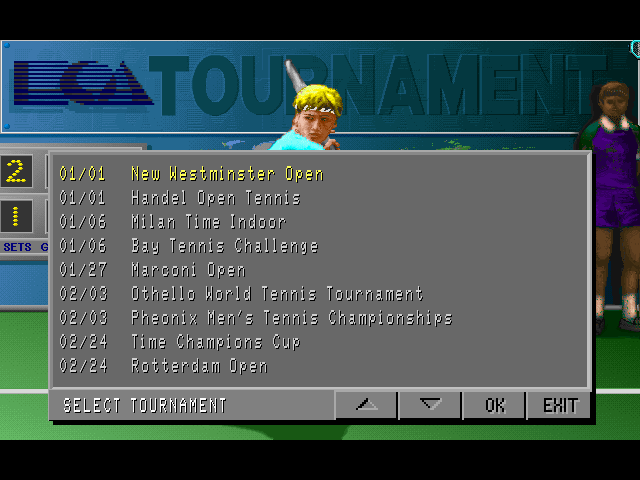 LCA TOURNAMENT
2
1
SETS G
01/01 New Westminster Open
01/01 Handel Open Tennis
01/06 Milan Time Indoor
01/06 Bay Tennis Challenge
01/27 Marconi Open
02/03 Othello World Tennis Tournament
02/03 Pheonix Men's Tennis Championships
02/24 Time Champions Cup
02/24 Rotterdam Open
SELECT TOURNAMENT OK EXIT